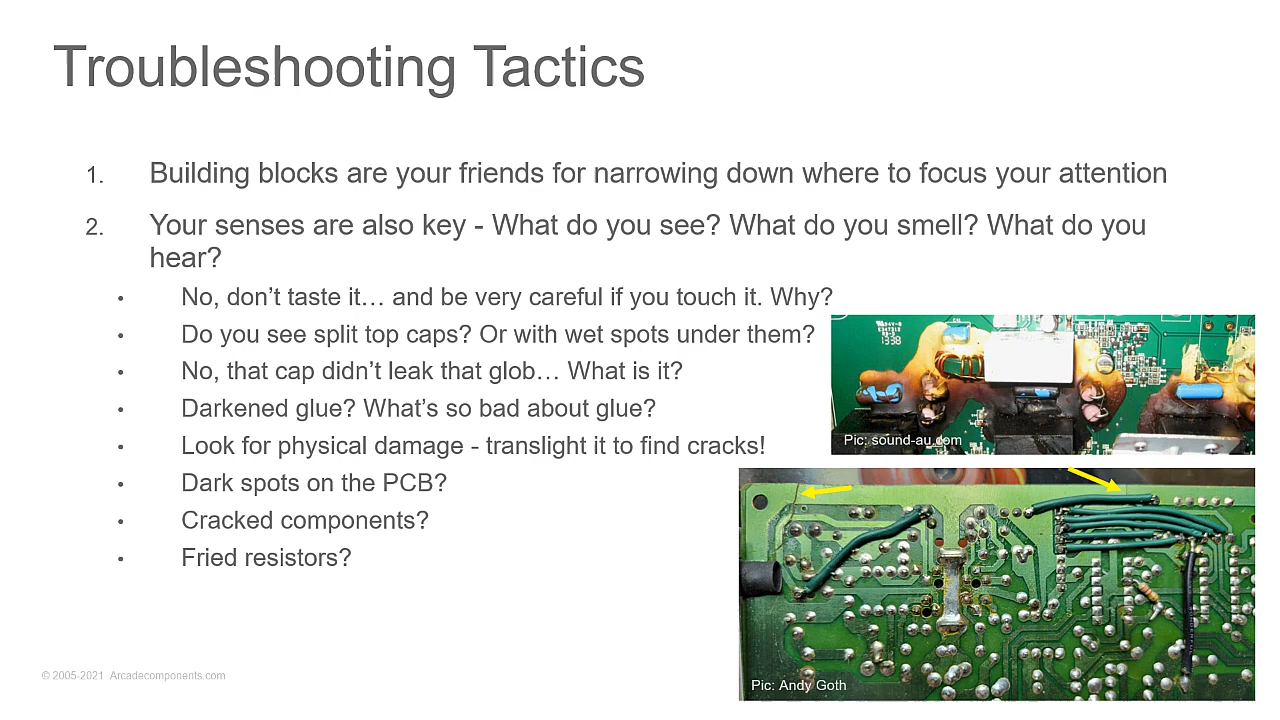 Troubleshooting Tactics
1. Building blocks are your friends for narrowing down where to focus your attention
2. Your senses are also key - What do you see? What do you smell? What do you
hear?
• No, don’t taste it… and be very careful if you touch it. Why?
• Do you see split top caps? Or with wet spots under them?
• No, that cap didn’t leak that glob… What is it?
• Darkened glue? What’s so bad about glue?
• Look for physical damage - translight it to find cracks!
• Dark spots on the PCB?
• Cracked components?
• Fried resistors?
1338
Pic: sound-au.com
Pic: Andy Goth
© 2005-2021 Arcadecomponents.com